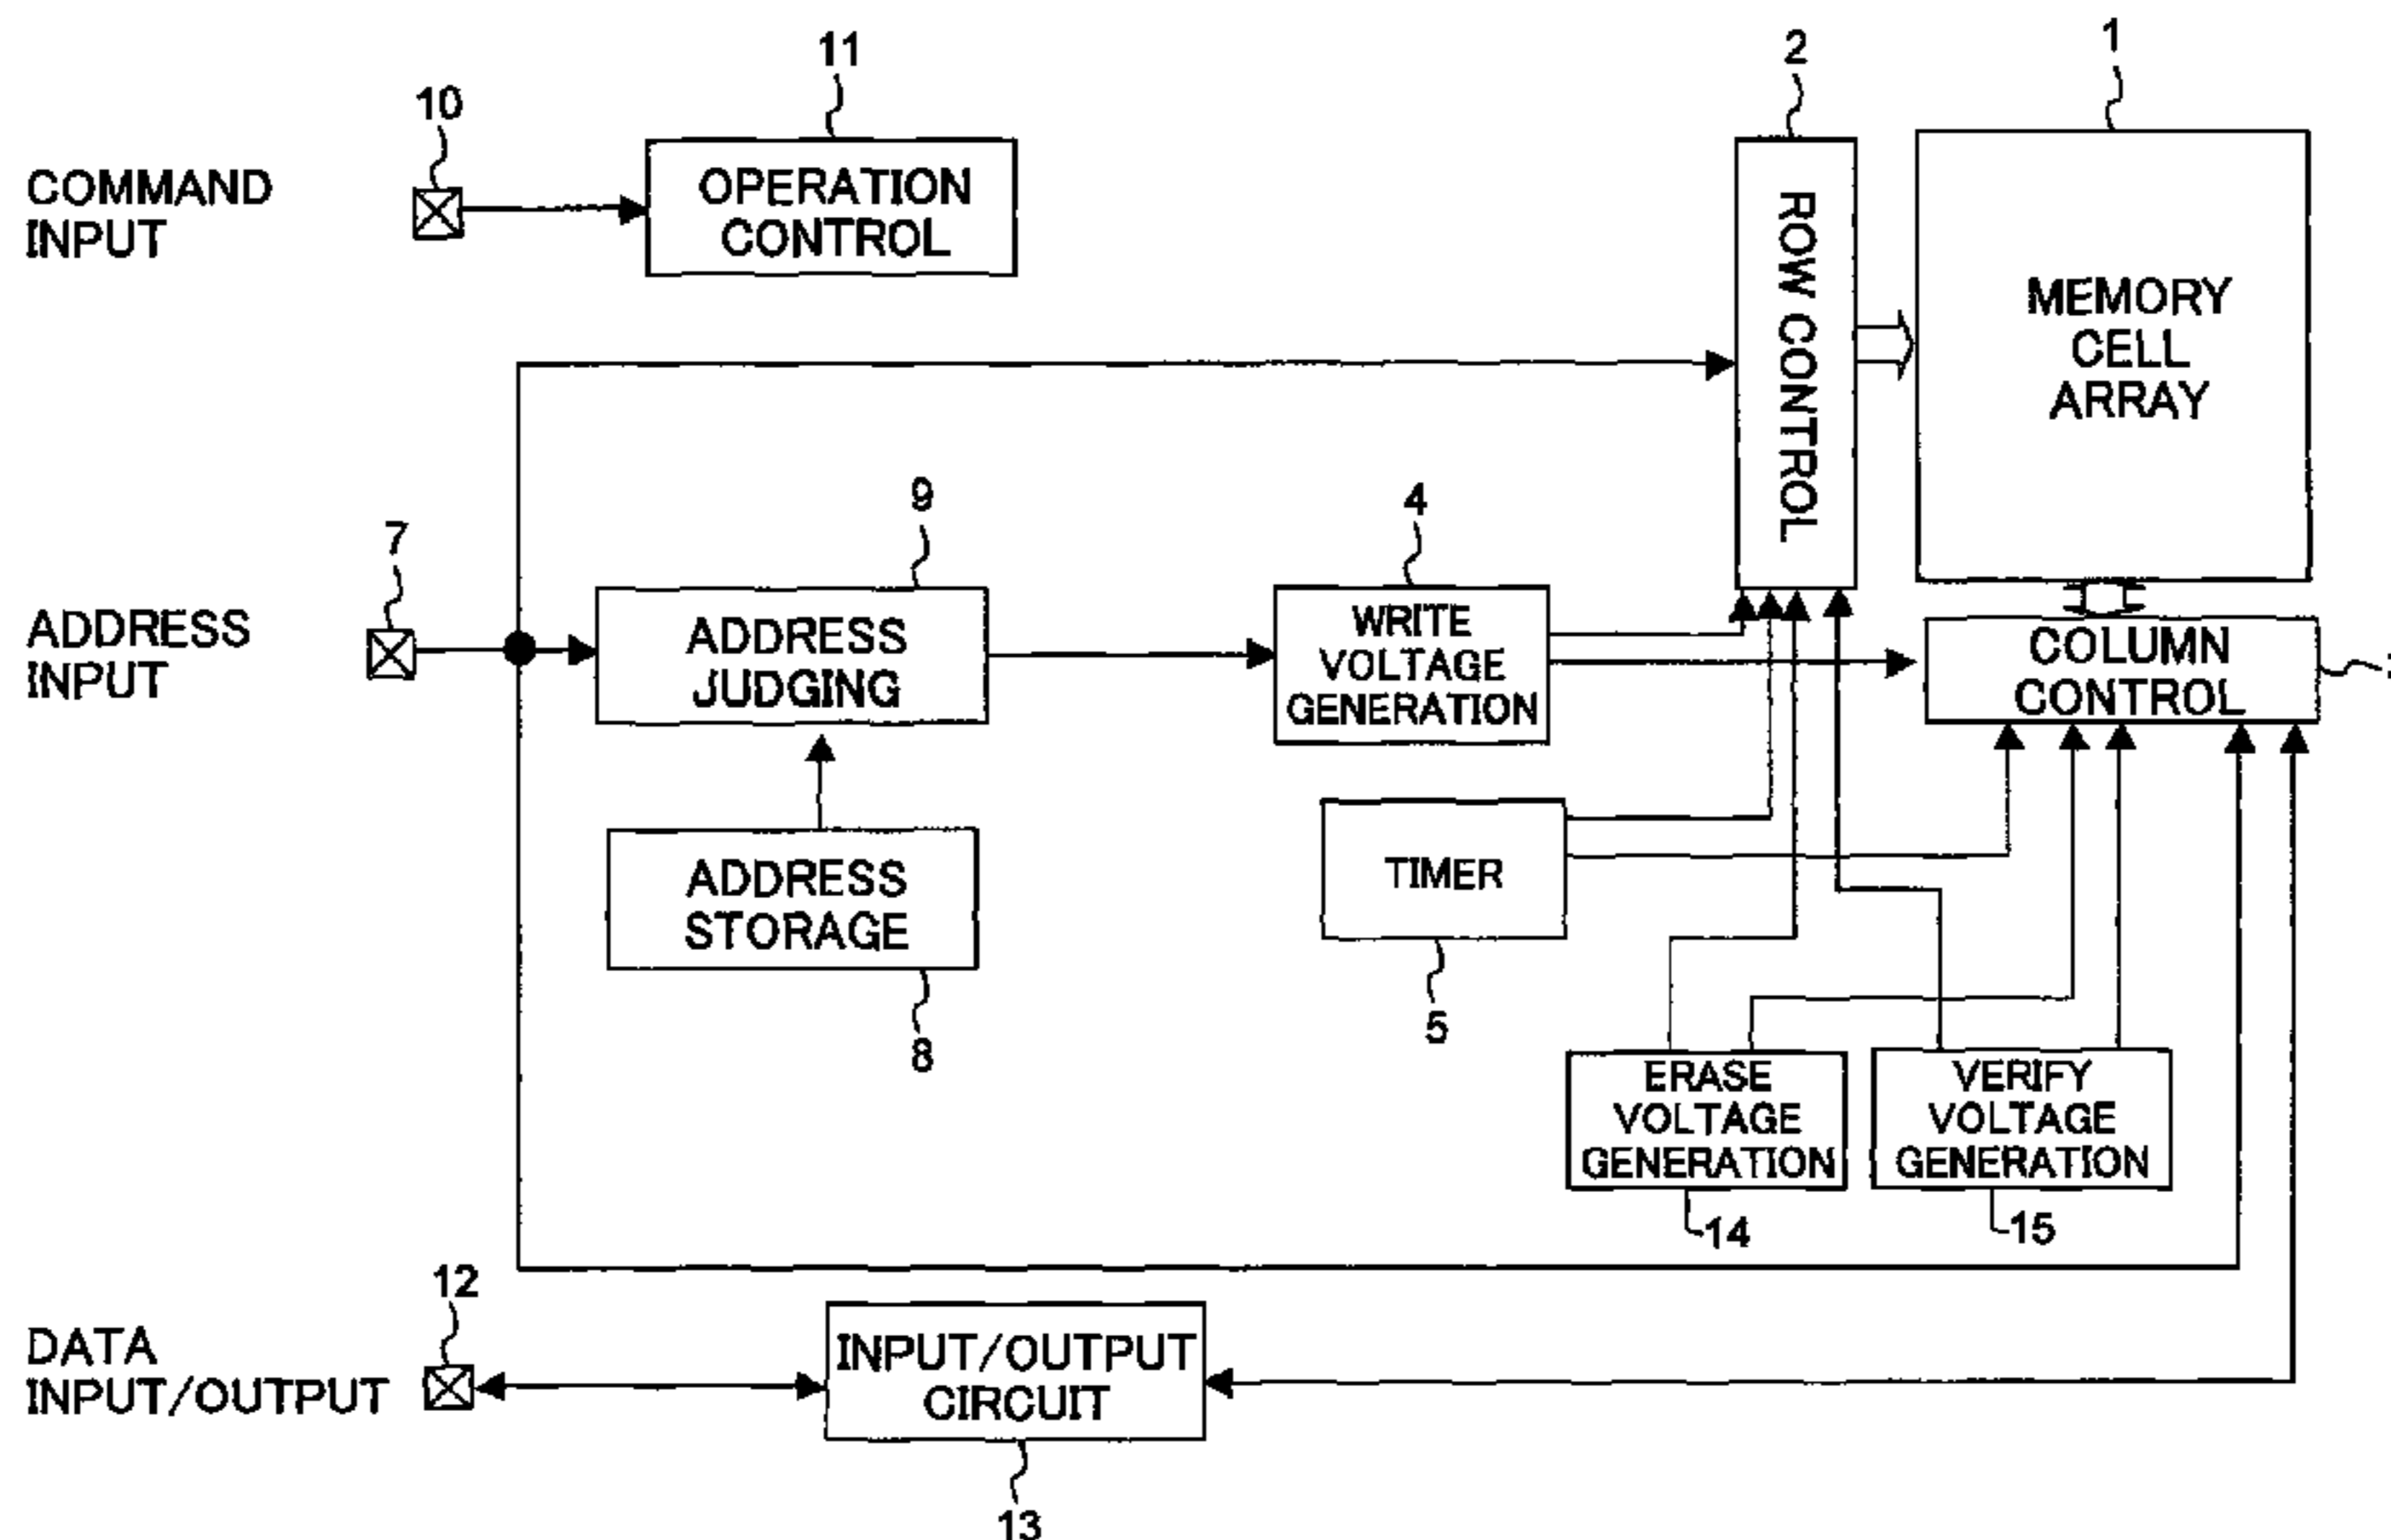 11
2
1
10
COMMAND
INPUT
OPERATION
CONTROL
ROW CONTROL
MEMORY
CELL
ARRAY
9
4
7
ADDRESS
INPUT
ADDRESS
JUDGING
WRITE
VOLTAGE
GENERATION
COLUMN
CONTROL
ADDRESS
STORAGE
TIMER
8
5
ERASE
VOLTAGE
GENERATION
VERIFY
VOLTAGE
GENERATION
14
15
12
DATA
INPUT/OUTPUT
INPUT/OUTPUT
CIRCUIT
13